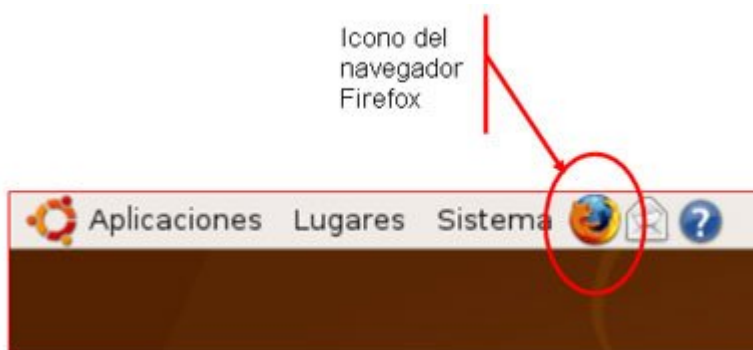 Icono del
navegador
Firefox
Aplicaciones Lugares Sistema
?